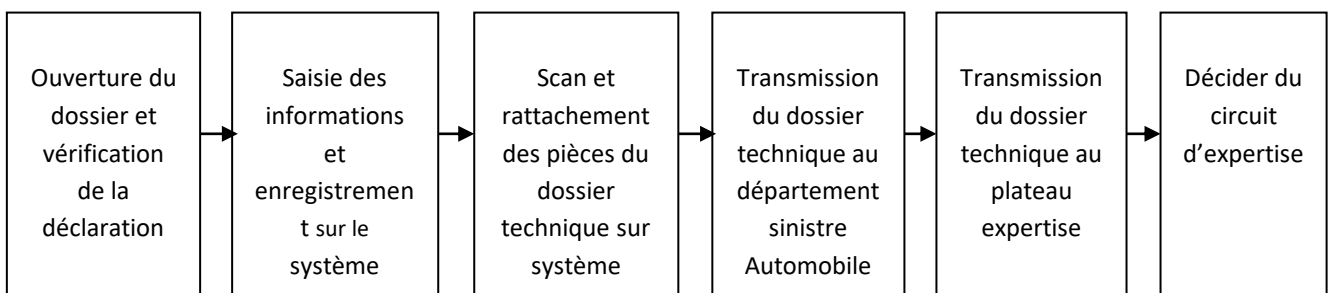 Ouverture du
dossier et
vérification
de la
déclaration
Saisie des
informations
et
enregistremen
t sur le
système
Scan et
rattachement
des pièces du
dossier
technique sur
système
Transmission
du dossier
technique au
département
sinistre
Automobile
Transmission
du dossier
technique au
plateau
expertise
Décider du
circuit
d’expertise